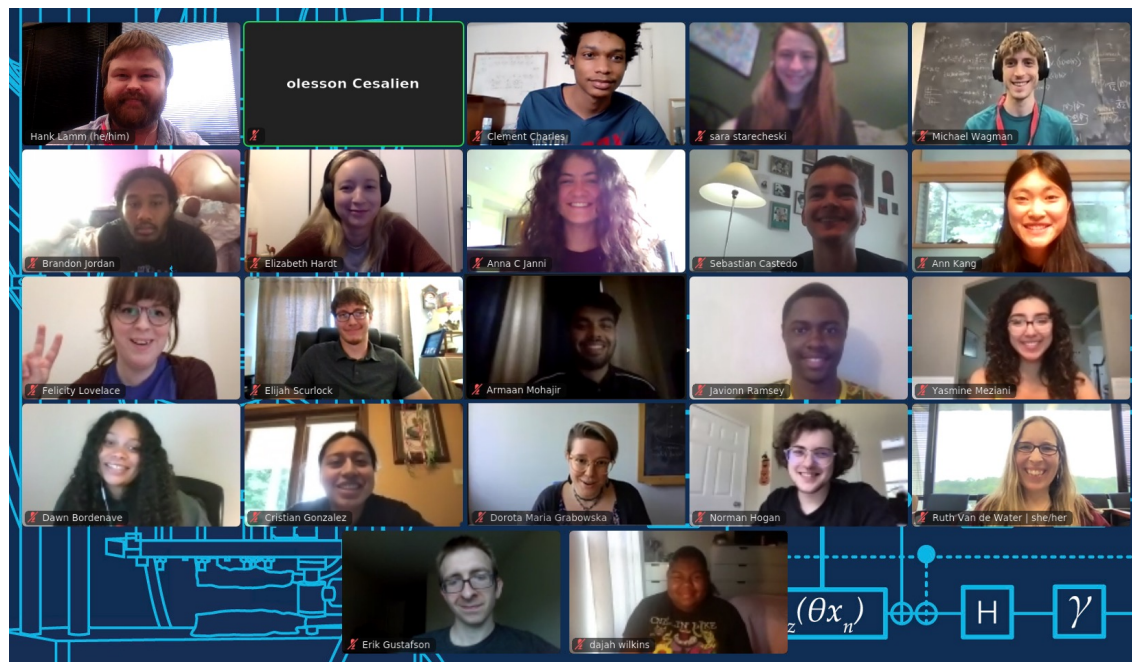 Hank Lamm (he/him)
olesson Cesalien
Clement Charles
sara starecheski
Michael Wagman
Brandon Jordan
Elizabeth Hardt
Anna C Janni
Sebastian Castedo
Ann Kang
Felicity Lovelace
Elijah Scurlock
Armaan Mohajir
Javionn Ramsey
Yasmine Meziani
Dawn Bordenave
Cristian Gonzalez
Dorota Maria Grabowska
Norman Hogan
Ruth Van de Water | she/her
Erik Gustafson
dajah wilkins
z(θxn)
H
γ